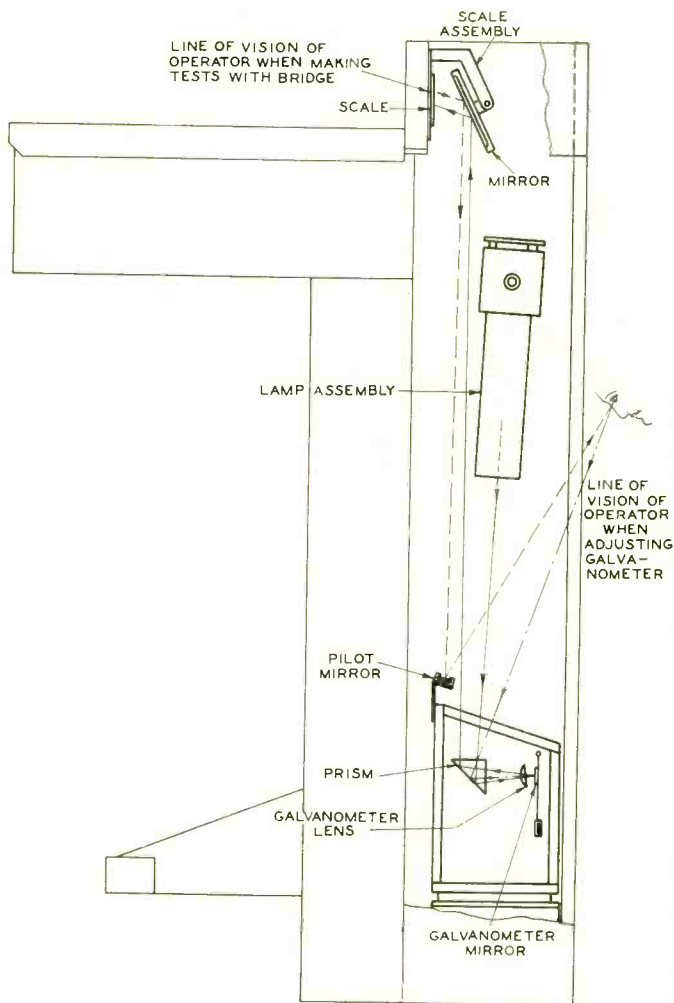 SCALE
ASSEMBLY
LINE OF VISION OF
OPERATOR WHEN MAKING
TESTS WITH BRIDGE
SCALE
MIRROR
LAMP ASSEMBLY
LINE OF
VISION OF
OPERATOR
WHEN
ADJUSTING
GALVA-
NOMETER
PILOT
MIRROR
PRISM
GALVANOMETER
LENS
GALVANOMETER
MIRROR